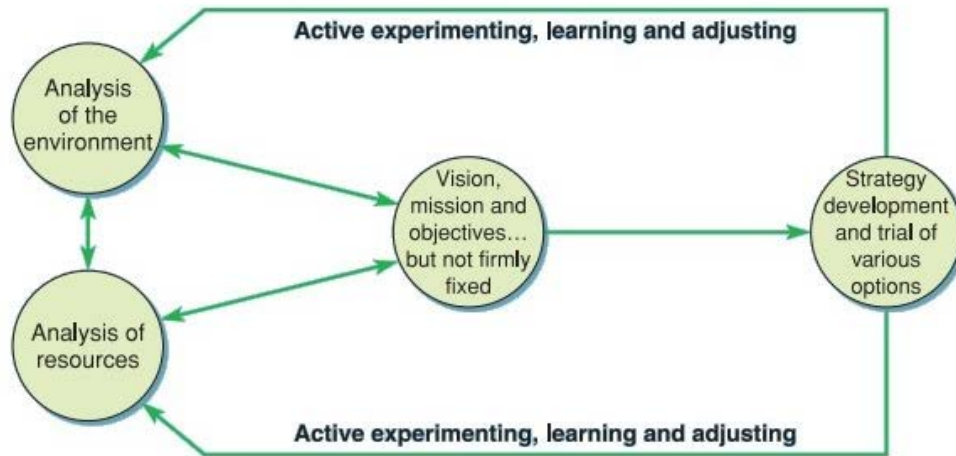 Active experimenting, learning and adjusting
Analysis
of the
environment
Vision,
mission and
objectives...
but not firmly
fixed
Strategy
development
and trial of
various
options
Analysis of
resources
Active experimenting, learning and adjusting